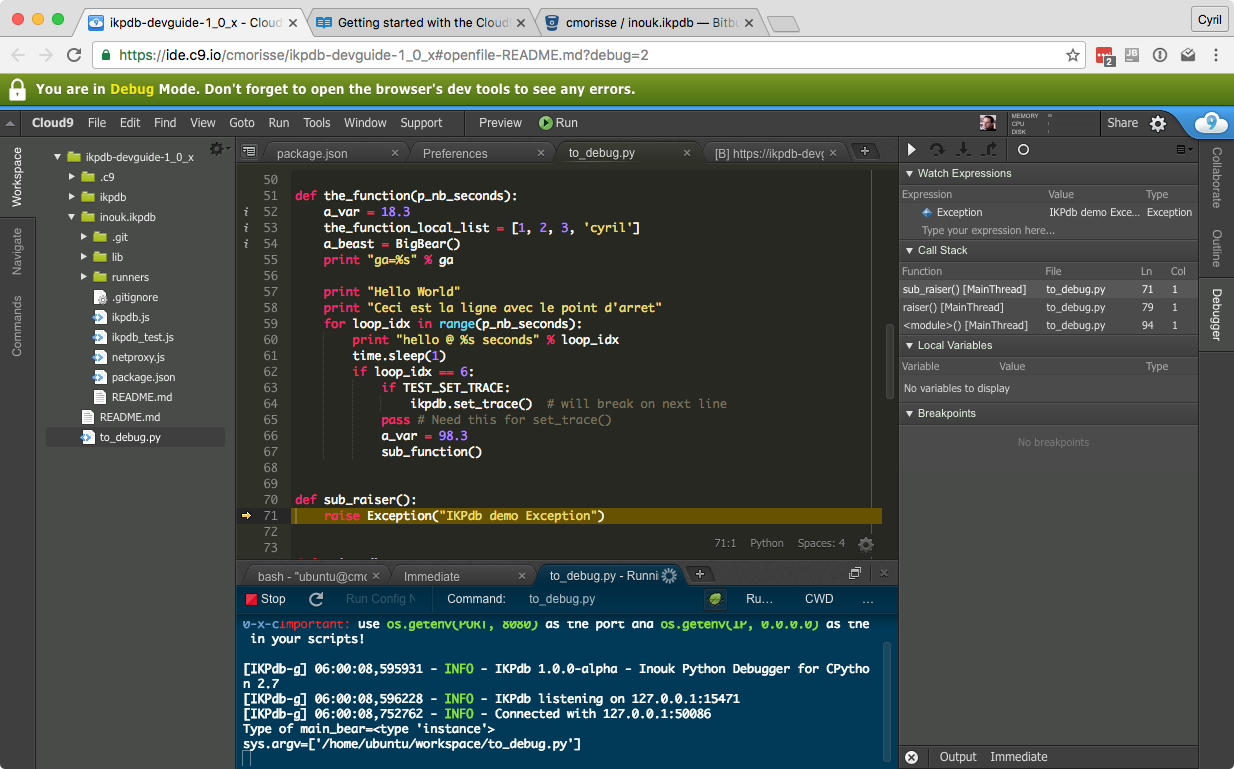 ikpdb-devguide-1_0_x - Cloud
Getting started with the Cloud
cmorisse / inouk.ikpdb — Bitb
Cyril
https://ide.c9.io/cmorisse/ikpdb-devguide-1_0_x#openfile-README.md?debug=2
2
You are in Debug Mode. Don't forget to open the browser's dev tools to see any errors.
Cloud9 File Edit Find View Goto Run Tools Window Support Preview Run
MEMORY
CPU
DISK
Share
Workspace
Navigate
Commands
ikpdb-devguide-1_0_x
.c9
ikpdb
inouk.ikpdb
.git
lib
runners
.gitignore
ikpdb.js
ikpdb_test.js
netproxy.js
package.json
README.md
README.md
to_debug.py
package.json Preferences to_debug.py [B] https://ikpdb-devg
50
51 def the_function(p_nb_seconds):
i 52 a_var = 18.3
i 53 the_function_local_list = [1, 2, 3, 'cyril']
i 54 a_beast = BigBear()
55 print "ga=%s" % ga
56
57 print "Hello World"
58 print "Ceci est la ligne avec le point d'arret"
59 for loop_idx in range(p_nb_seconds):
60 print "hello @ %s seconds" % loop_idx
61 time.sleep(1)
62 if loop_idx == 6:
63 if TEST_SET_TRACE:
64 ikpdb.set_trace()  # will break on next line
65 pass # Need this for set_trace()
66 a_var = 98.3
67 sub_function()
68
69
70 def sub_raiser():
71 raise Exception("IKPdb demo Exception")
72
73
71:1 Python Spaces: 4
Watch Expressions
Expression Value Type
Exception IKPdb demo Exce... Exception
Type your expression here...
Call Stack
Function File Ln Col
sub_raiser() [MainThread] to_debug.py 71 1
raiser() [MainThread] to_debug.py 79 1
<module>() [MainThread] to_debug.py 94 1
Local Variables
Variable Value Type
No variables to display
Breakpoints
No breakpoints
Collaborate
Outline
Debugger
bash - "ubuntu@cmo Immediate to_debug.py - Runni
Stop Run Config N Command: to_debug.py Ru... CWD ...
0-x-cImportant: use os.getenv(PORT, 8080) as the port and os.getenv(IP, 0.0.0.0) as the
in your scripts!
[IKPdb-g] 06:00:08,595931 - INFO - IKPdb 1.0.0-alpha - Inouk Python Debugger for CPytho
n 2.7
[IKPdb-g] 06:00:08,596228 - INFO - IKPdb listening on 127.0.0.1:15471
[IKPdb-g] 06:00:08,752762 - INFO - Connected with 127.0.0.1:50086
Type of main_bear=<type 'instance'>
sys.argv=['/home/ubuntu/workspace/to_debug.py']
Output Immediate